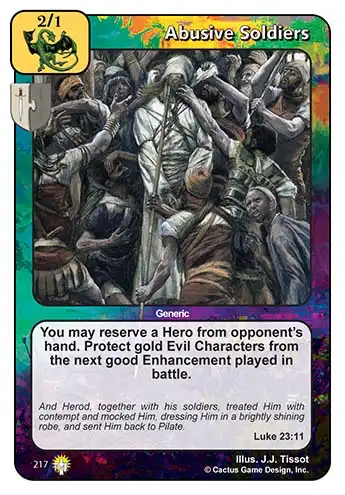 2/1
Abusive Soldiers
Generic
You may reserve a Hero from opponent's
hand. Protect gold Evil Characters from
the next good Enhancement played in
battle.
And Herod, together with his soldiers, treated Him with
contempt and mocked Him, dressing Him in a brightly shining
robe, and sent Him back to Pilate.
Luke 23:11
Illus. J.J. Tissot
217
© Cactus Game Design, Inc.